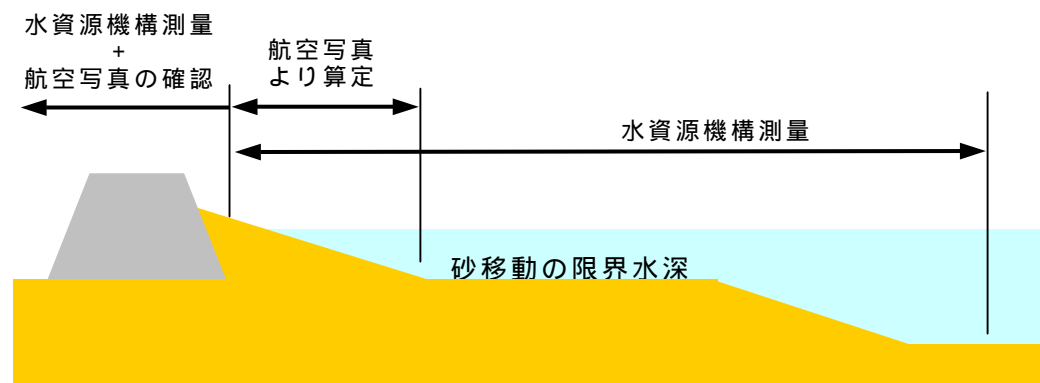 水資源機構測量
+
航空写真の確認
航空写真
より算定
水資源機構測量
砂移動の限界水深